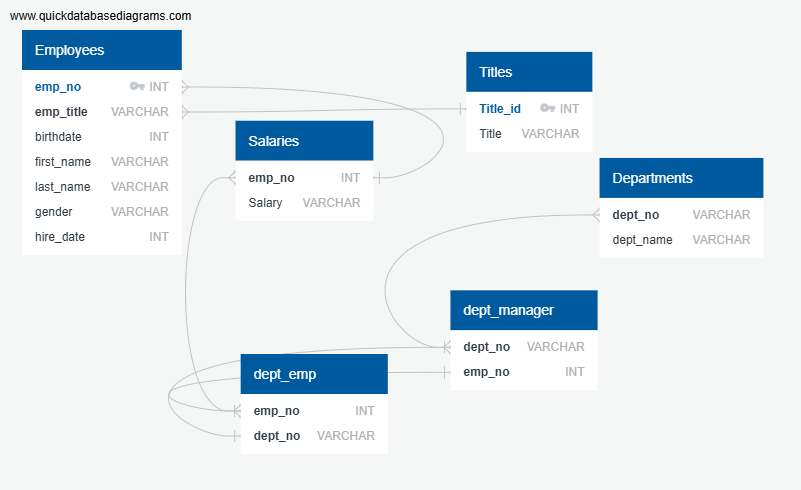 www.quickdatabasediagrams.com
Employees
emp_no INT
emp_title VARCHAR
birthdate INT
first_name VARCHAR
last_name VARCHAR
gender VARCHAR
hire_date INT
Titles
Title_id INT
Title VARCHAR
Salaries
emp_no INT
Salary VARCHAR
Departments
dept_no VARCHAR
dept_name VARCHAR
dept_manager
dept_no VARCHAR
emp_no INT
dept_emp
emp_no INT
dept_no VARCHAR